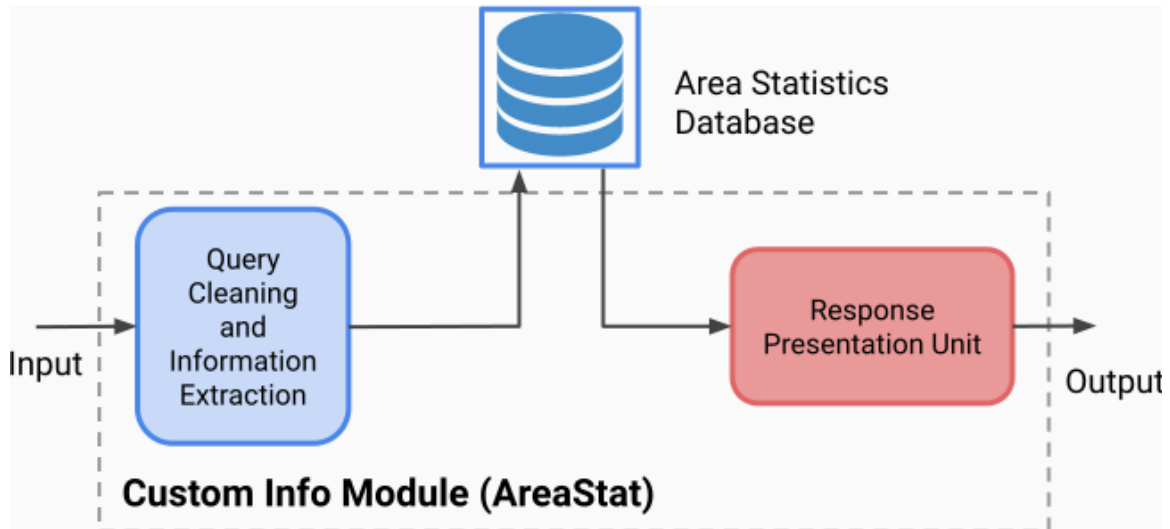 Area Statistics
Database
Query
Cleaning
and
Information
Extraction
Response
Presentation Unit
Input
Output
Custom Info Module (AreaStat)